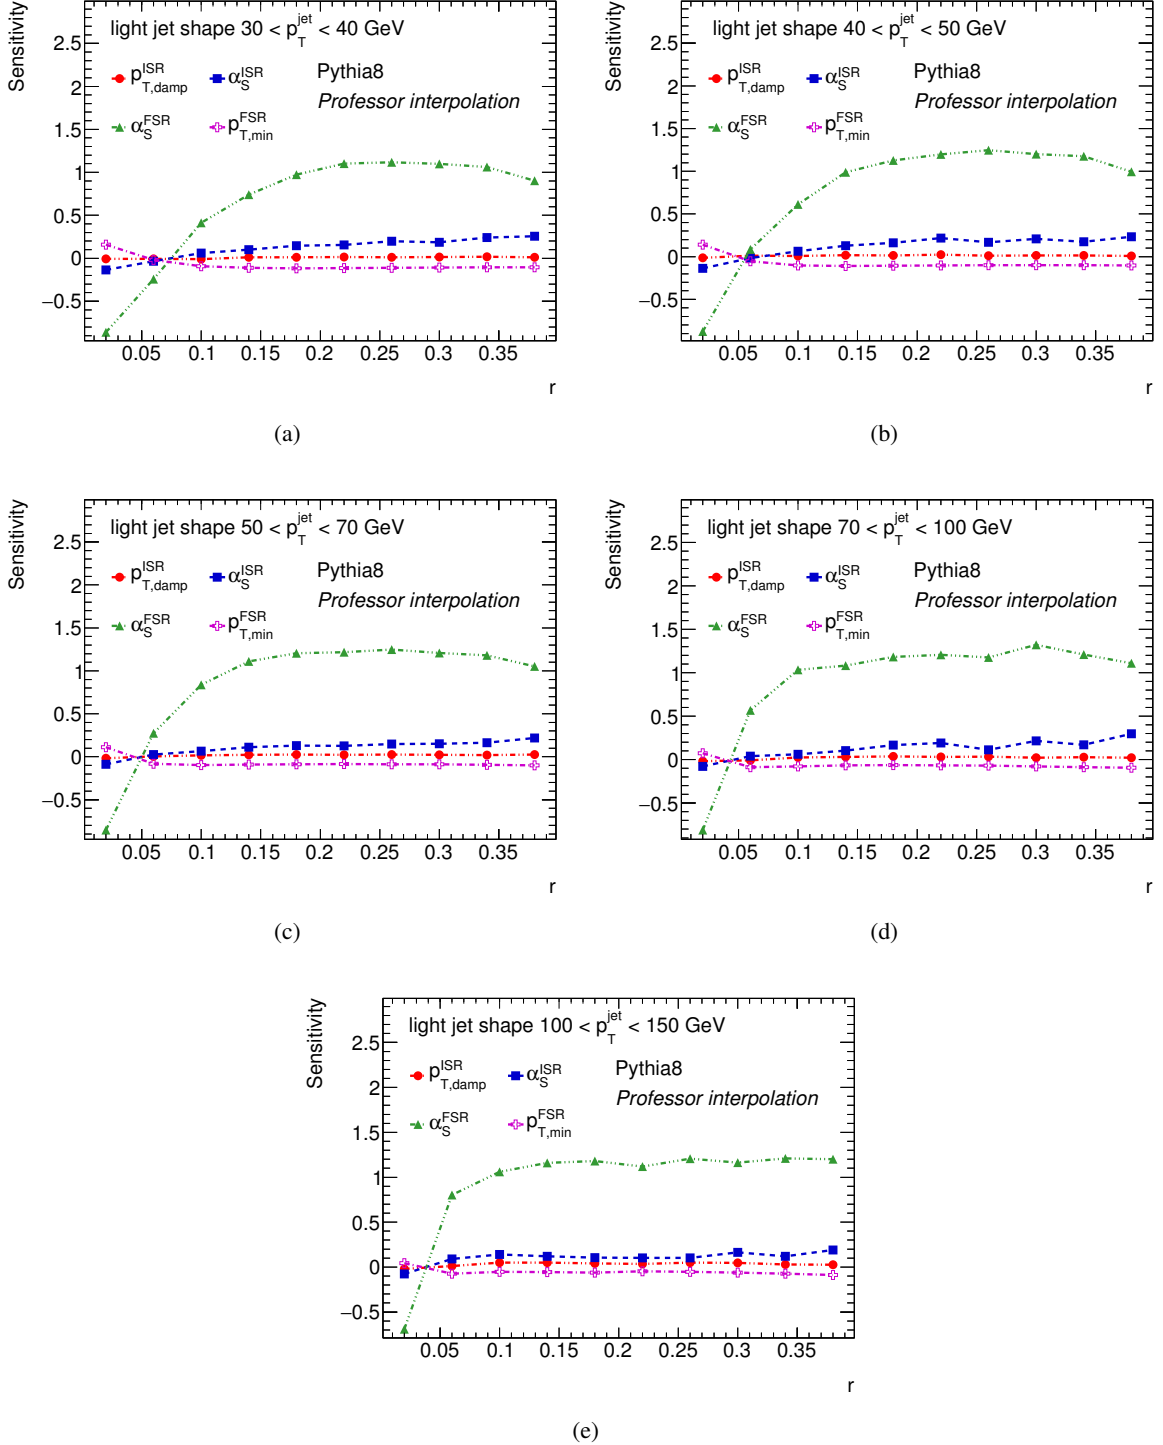 light jet shape 30 < p_T^jet < 40 GeV
Sensitivity
2.5
2
1.5
1
0.5
0
−0.5
p_T,damp^ISR
α_S^ISR
Pythia8
Professor interpolation
α_S^FSR
p_T,min^FSR
0.05 0.1 0.15 0.2 0.25 0.3 0.35
r
(a)
light jet shape 40 < p_T^jet < 50 GeV
Sensitivity
2.5
2
1.5
1
0.5
0
−0.5
p_T,damp^ISR
α_S^ISR
Pythia8
Professor interpolation
α_S^FSR
p_T,min^FSR
0.05 0.1 0.15 0.2 0.25 0.3 0.35
r
(b)
light jet shape 50 < p_T^jet < 70 GeV
Sensitivity
2.5
2
1.5
1
0.5
0
−0.5
p_T,damp^ISR
α_S^ISR
Pythia8
Professor interpolation
α_S^FSR
p_T,min^FSR
0.05 0.1 0.15 0.2 0.25 0.3 0.35
r
(c)
light jet shape 70 < p_T^jet < 100 GeV
Sensitivity
2.5
2
1.5
1
0.5
0
−0.5
p_T,damp^ISR
α_S^ISR
Pythia8
Professor interpolation
α_S^FSR
p_T,min^FSR
0.05 0.1 0.15 0.2 0.25 0.3 0.35
r
(d)
light jet shape 100 < p_T^jet < 150 GeV
Sensitivity
2.5
2
1.5
1
0.5
0
−0.5
p_T,damp^ISR
α_S^ISR
Pythia8
Professor interpolation
α_S^FSR
p_T,min^FSR
0.05 0.1 0.15 0.2 0.25 0.3 0.35
r
(e)